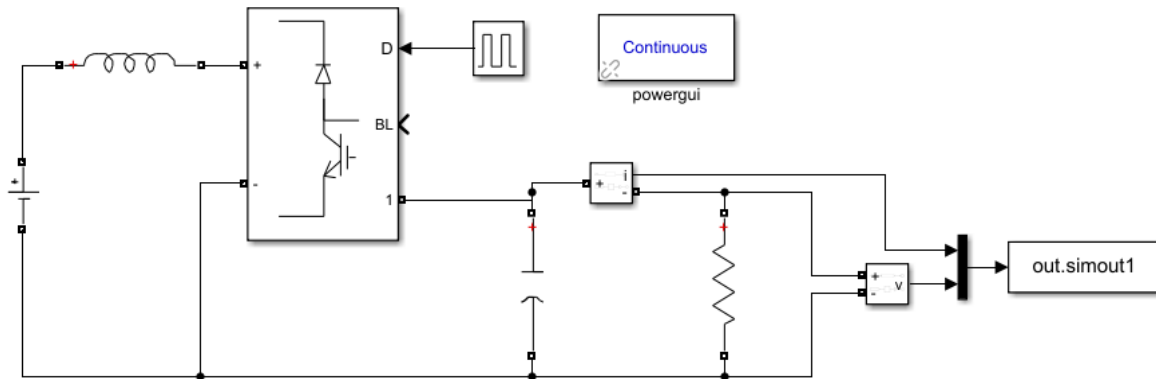 D
Continuous
powergui
+
+
BL
+
-
1
+
i
-
+
-
v
out.simout1